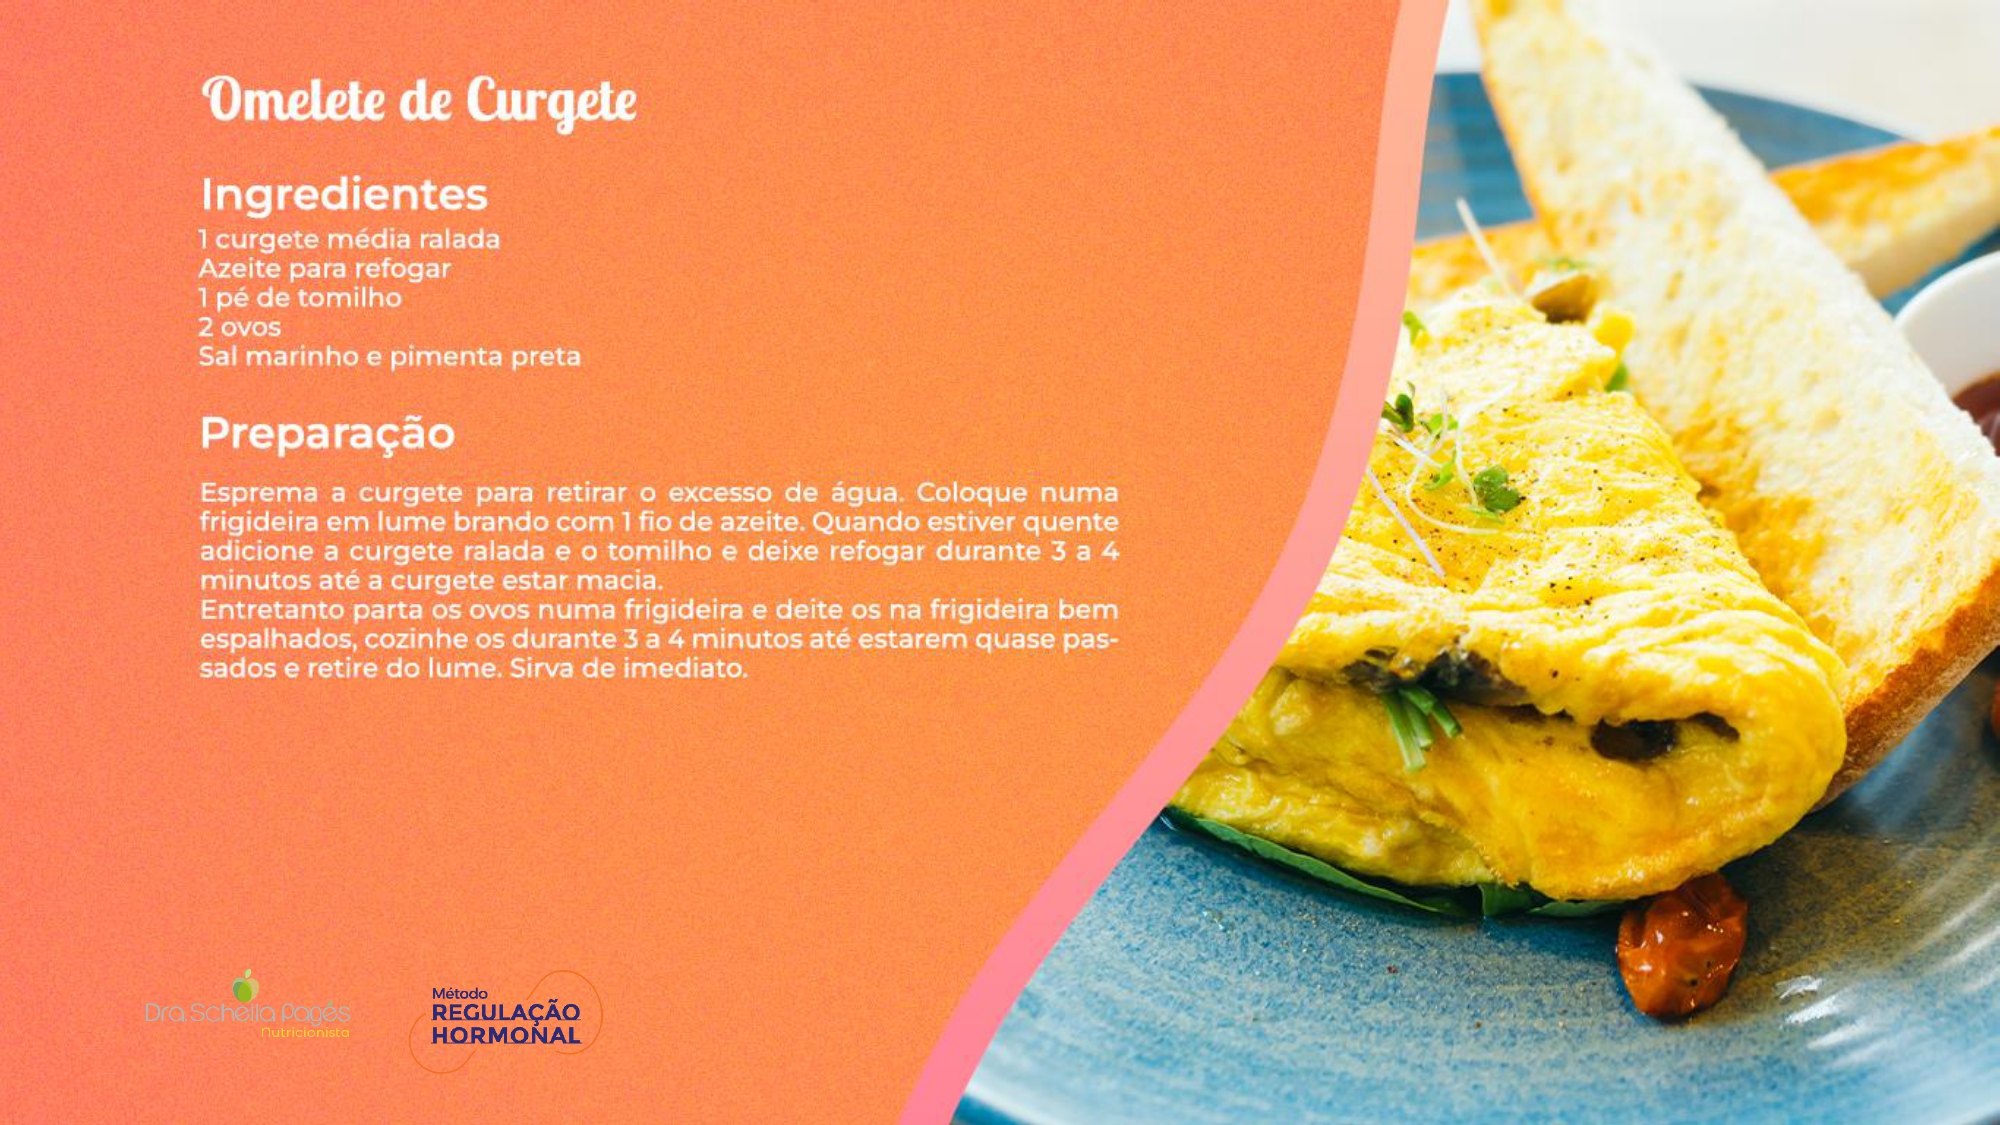 Omelete de Curgete
Ingredientes
1 curgete média ralada
Azeite para refogar
1 pé de tomilho
2 ovos
Sal marinho e pimenta preta
Preparação
Esprema a curgete para retirar o excesso de água. Coloque numa
frigideira em lume brando com 1 fio de azeite. Quando estiver quente
adicione a curgete ralada e o tomilho e deixe refogar durante 3 a 4
minutos até a curgete estar macia.
Entretanto parta os ovos numa frigideira e deite os na frigideira bem
espalhados, cozinhe os durante 3 a 4 minutos até estarem quase pas-
sados e retire do lume. Sirva de imediato.
Dra. Scheila Pagés
Nutricionista
Método
REGULAÇÃO
HORMONAL